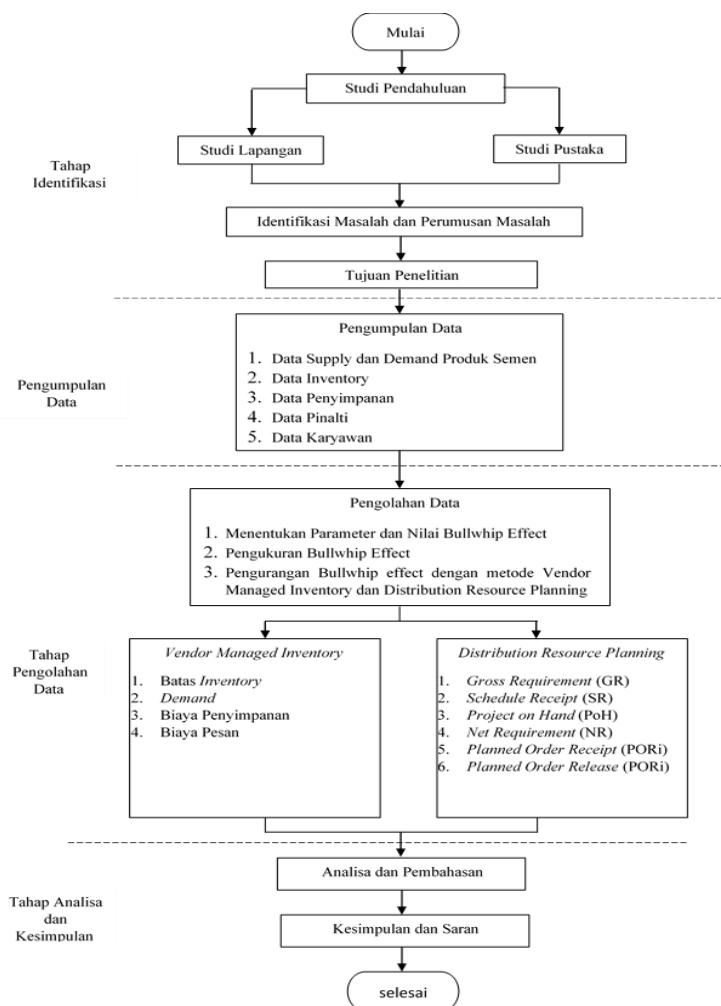 Mulai
Studi Pendahuluan
Studi Lapangan
Studi Pustaka
Tahap
Identifikasi
Identifikasi Masalah dan Perumusan Masalah
Tujuan Penelitian
Pengumpulan Data
1. Data Supply dan Demand Produk Semen
2. Data Inventory
3. Data Penyimpanan
4. Data Pinalti
5. Data Karyawan
Pengumpulan
Data
Pengolahan Data
1. Menentukan Parameter dan Nilai Bullwhip Effect
2. Pengukuran Bullwhip Effect
3. Pengurangan Bullwhip effect dengan metode Vendor
Managed Inventory dan Distribution Resource Planning
Tahap
Pengolahan
Data
Vendor Managed Inventory
1. Batas Inventory
2. Demand
3. Biaya Penyimpanan
4. Biaya Pesan
Distribution Resource Planning
1. Gross Requirement (GR)
2. Schedule Receipt (SR)
3. Project on Hand (PoH)
4. Net Requirement (NR)
5. Planned Order Receipt (PORi)
6. Planned Order Release (PORi)
Tahap Analisa
dan
Kesimpulan
Analisa dan Pembahasan
Kesimpulan dan Saran
selesai